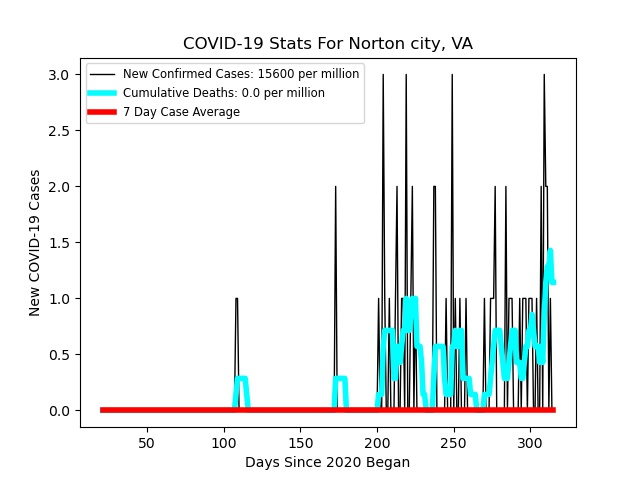 COVID-19 Stats For Norton city, VA
New Confirmed Cases: 15600 per million
Cumulative Deaths: 0.0 per million
7 Day Case Average
New COVID-19 Cases
3.0
2.5
2.0
1.5
1.0
0.5
0.0
50 100 150 200 250 300
Days Since 2020 Began